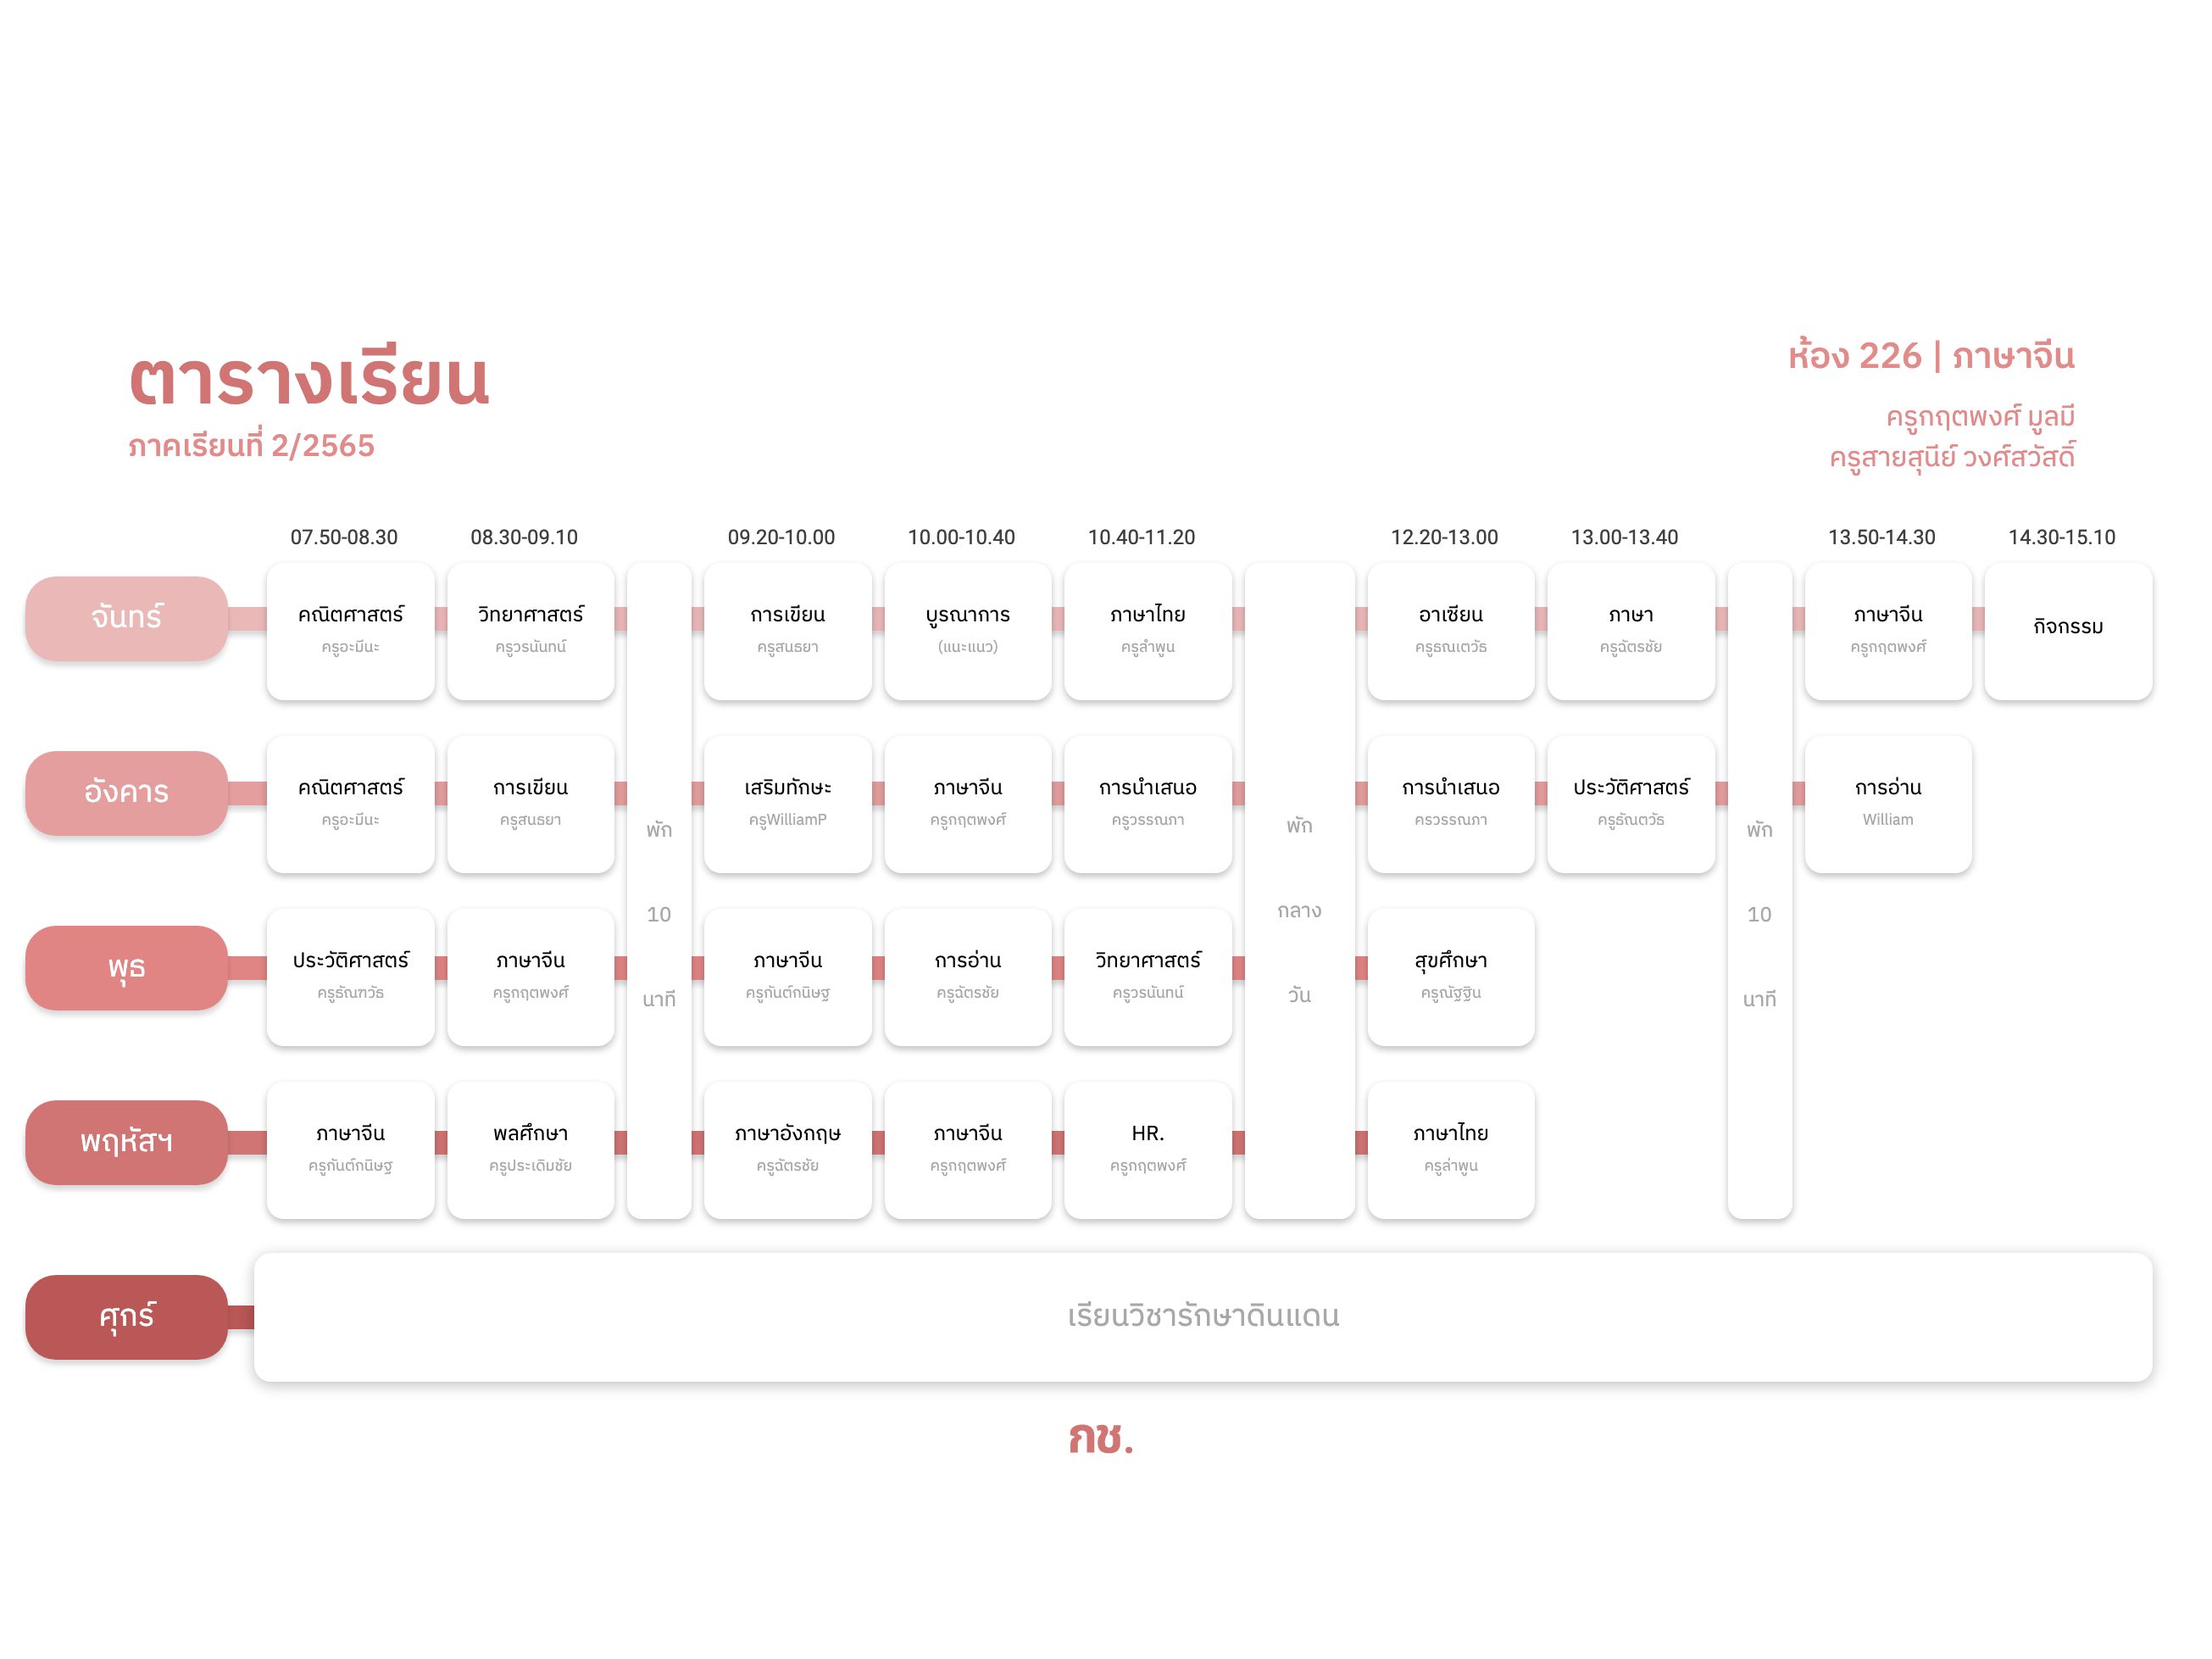 ตารางเรียน
ภาคเรียนที่ 2/2565
ห้อง 226 | ภาษาจีน
ครูกฤตพงศ์ มูลมี
ครูสายสุนีย์ วงศ์สวัสดิ์
07.50-08.30 08.30-09.10 09.20-10.00 10.00-10.40 10.40-11.20 12.20-13.00 13.00-13.40 13.50-14.30 14.30-15.10
จันทร์
คณิตศาสตร์ วิทยาศาสตร์ การเขียน บูรณาการ ภาษาไทย อาเซียน ภาษา ภาษาจีน กิจกรรม
ครูอะมีนะ ครูวรนันทน์ ครูสนธยา (แนะแนว) ครูลำพูน ครูธณเตวัธ ครูฉัตรชัย ครูกฤตพงศ์
อังคาร
คณิตศาสตร์ การเขียน เสริมทักษะ ภาษาจีน การนำเสนอ การนำเสนอ ประวัติศาสตร์ การอ่าน
ครูอะมีนะ ครูสนธยา ครูWilliamP ครูกฤตพงศ์ ครูวรรณภา ครวรรณภา ครูธัณตวัธ William
พัก
10
นาที
พัก
กลาง
วัน
พัก
10
นาที
พุธ
ประวัติศาสตร์ ภาษาจีน ภาษาจีน การอ่าน วิทยาศาสตร์ สุขศึกษา
ครูธัณฑวัธ ครูกฤตพงศ์ ครูกันต์กนิษฐ ครูฉัตรชัย ครูวรนันทน์ ครูณัฐฐิน
พฤหัสฯ
ภาษาจีน พลศึกษา ภาษาอังกฤษ ภาษาจีน HR. ภาษาไทย
ครูกันต์กนิษฐ ครูประเดิมชัย ครูฉัตรชัย ครูกฤตพงศ์ ครูกฤตพงศ์ ครูล่าพูน
ศุกร์
เรียนวิชารักษาดินแดน
กช.